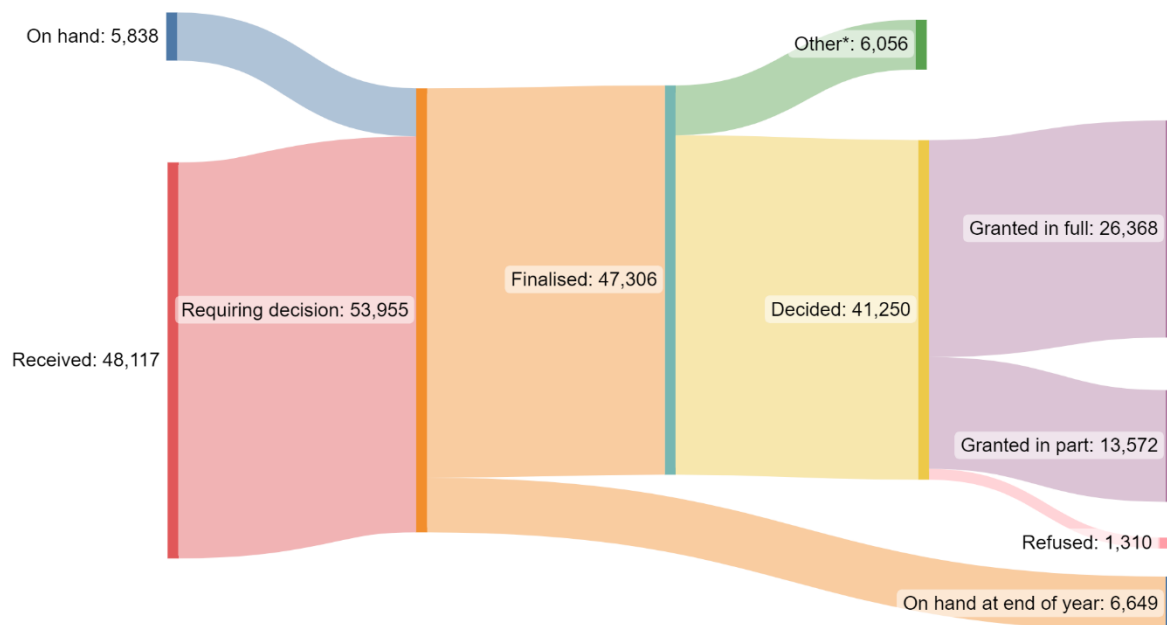 On hand: 5,838
Other*: 6,056
Granted in full: 26,368
Finalised: 47,306
Requiring decision: 53,955
Decided: 41,250
Received: 48,117
Granted in part: 13,572
Refused: 1,310
On hand at end of year: 6,649